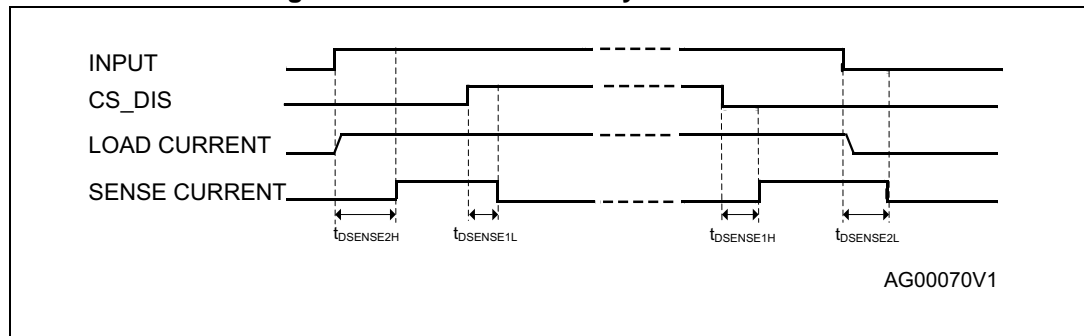 INPUT
CS_DIS
LOAD CURRENT
SENSE CURRENT
tDSENSE2H tDSENSE1L tDSENSE1H tDSENSE2L
AG00070V1